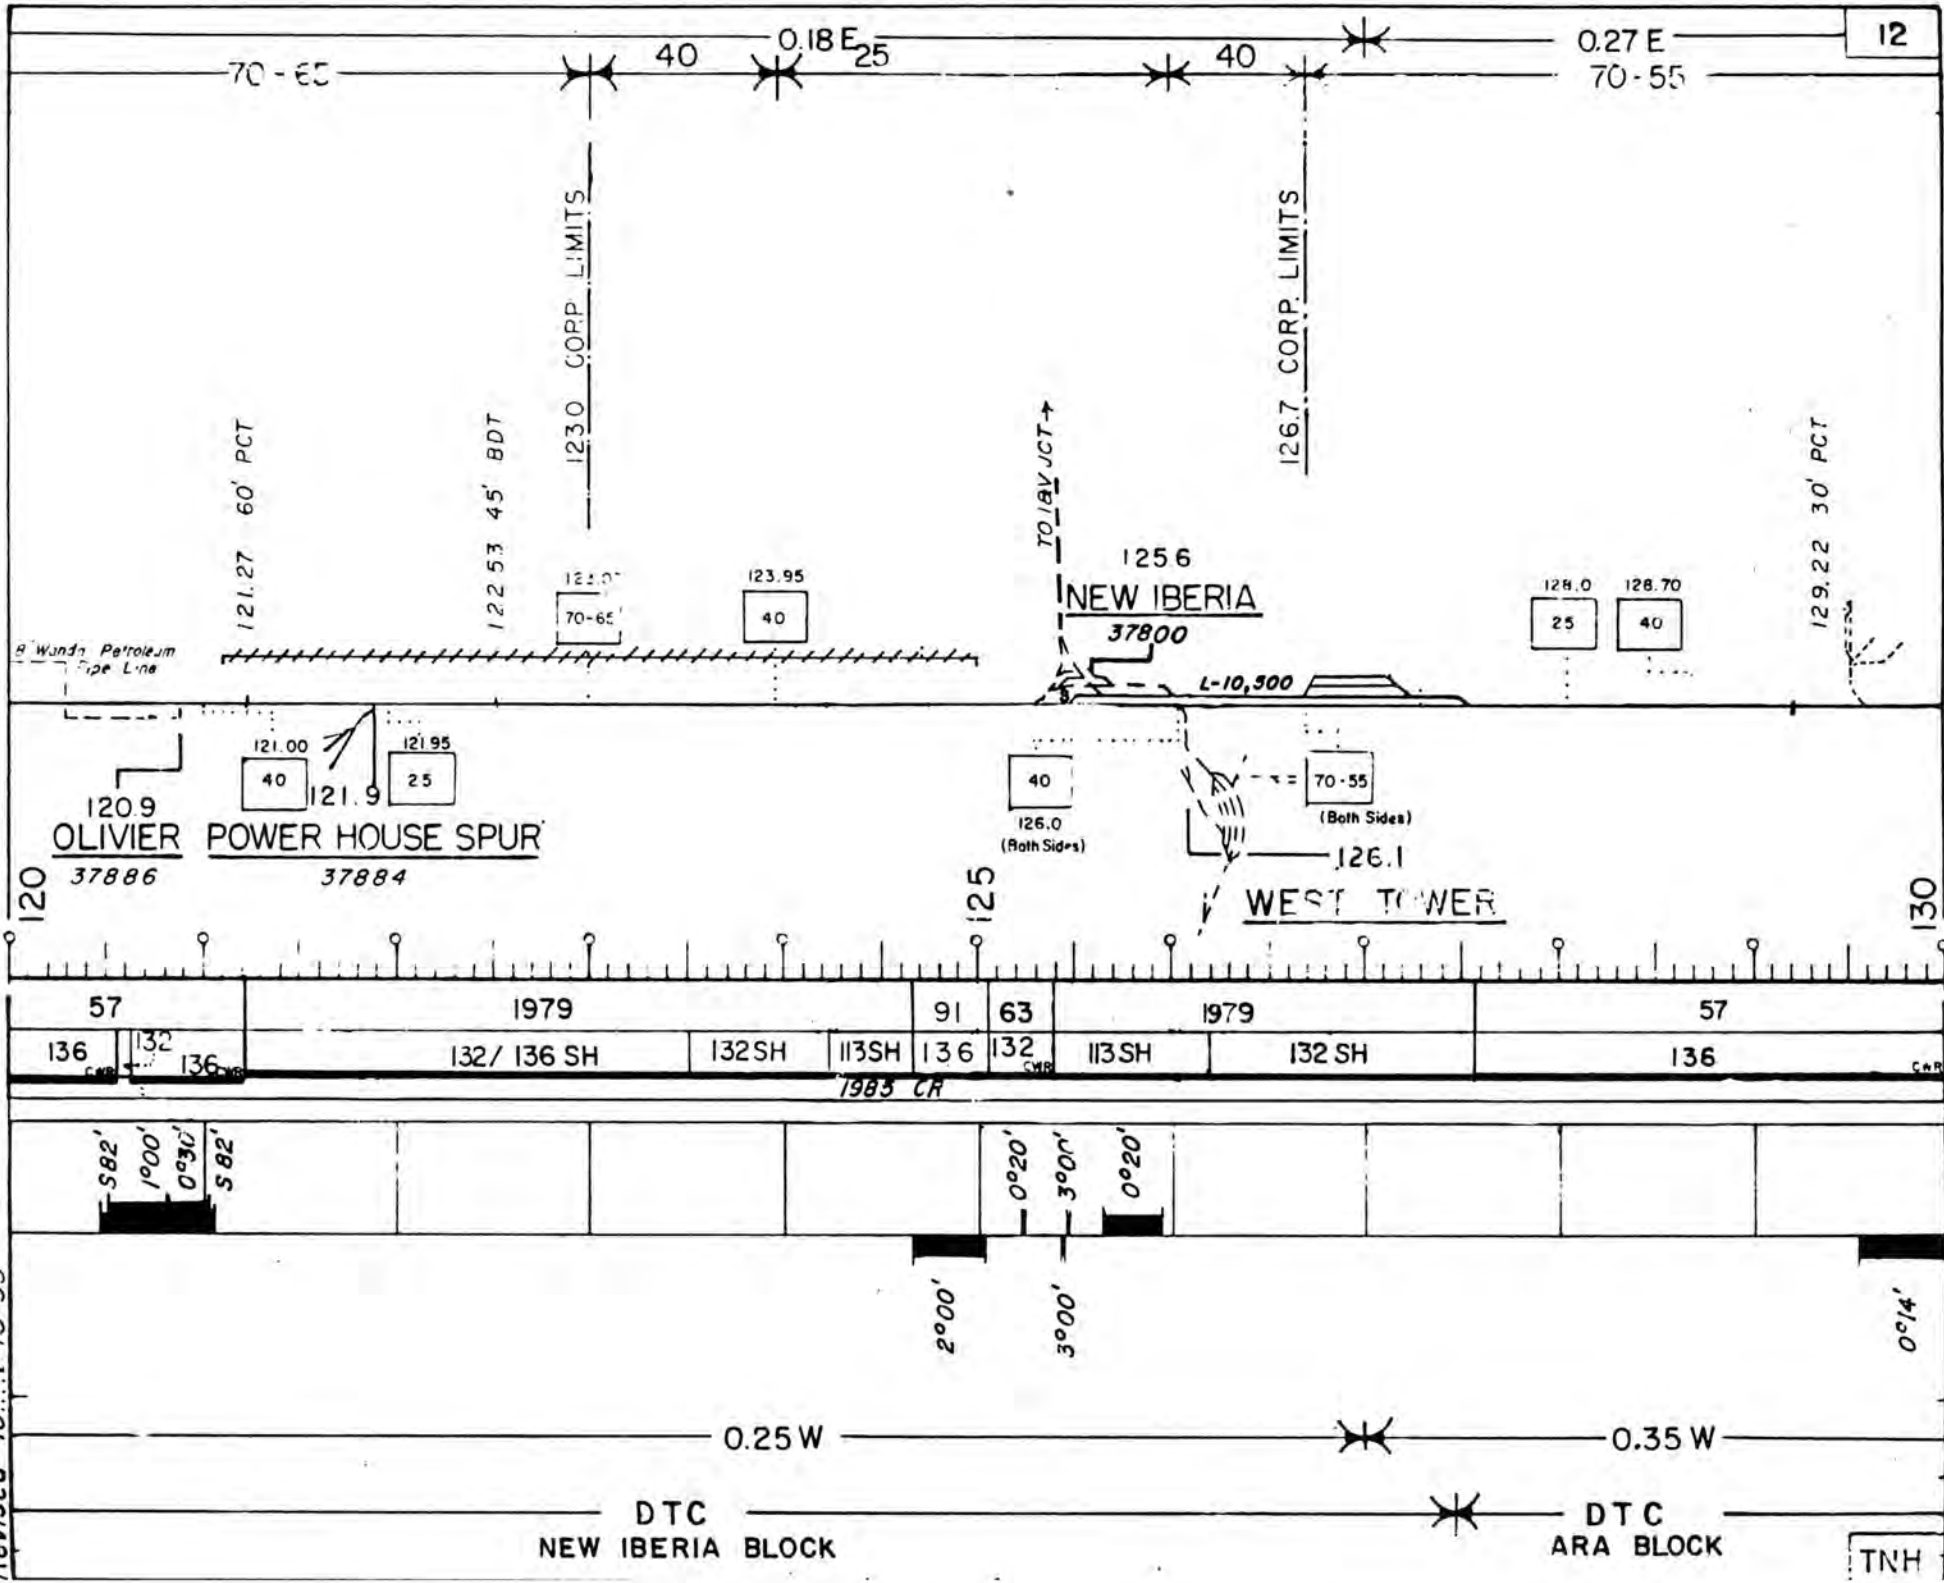 0.18 E
0.27 E
12
70-65
40
25
40
70-55
123.0 CORP. LIMITS
126.7 CORP. LIMITS
121.27 60' PCT
122.53 45' BDT
129.22 30' PCT
TO I&V JCT
125.6
NEW IBERIA
37800
70-65
123.95
40
128.0
25
128.70
40
8" Wanda Petroleum
Pipe Line
L-10,500
121.00
40
121.9
121.95
25
120.9
OLIVIER
37886
POWER HOUSE SPUR
37884
40
126.0
(Both Sides)
70-55
(Both Sides)
126.1
WEST TOWER
120
125
130
57
1979
91
63
1979
57
136
CWR
132
136
CWR
132/136 SH
132 SH
113 SH
136
132
CWR
113 SH
132 SH
136
CWR
1983 CR
S 82'
1°00'
0°30'
S 82'
0°20'
3°00'
0°20'
2°00'
3°00'
0°14'
0.25 W
0.35 W
DTC
NEW IBERIA BLOCK
DTC
ARA BLOCK
TNH